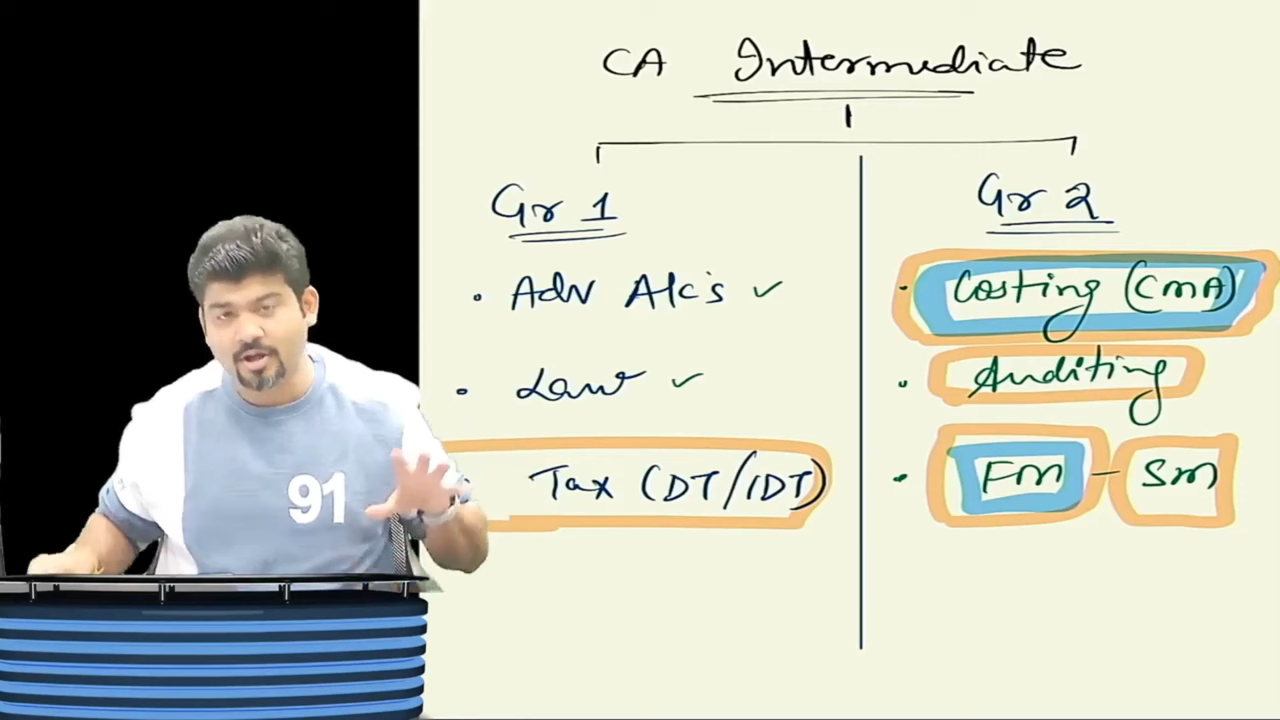 CA Intermediate
Gr 1
• Adv A/c's ✓
• Law ✓
Tax (DT/IDT)
Gr 2
• Costing (CMA)
• Auditing
• FM - SM
91